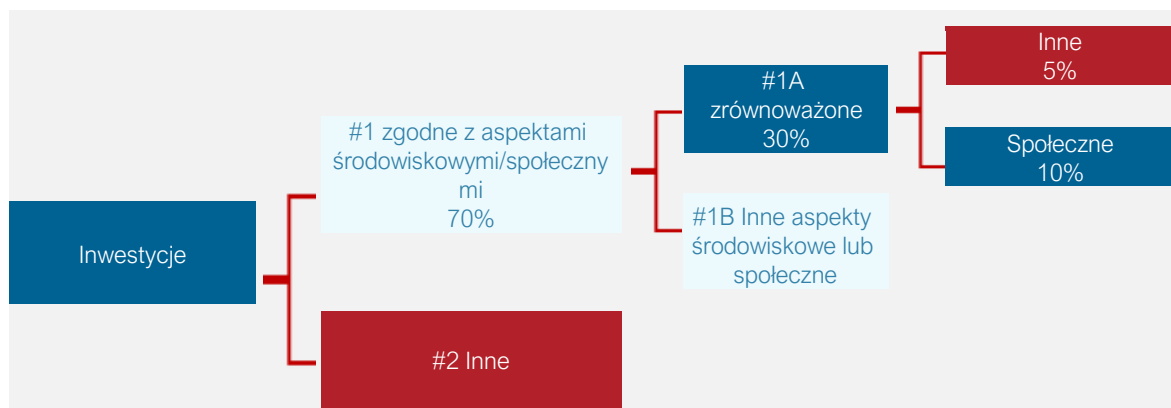 Inwestycje
#1 zgodne z aspektami
środowiskowymi/społeczny
mi
70%
#2 Inne
#1A
zrównoważone
30%
#1B Inne aspekty
środowiskowe lub
społeczne
Inne
5%
Społeczne
10%